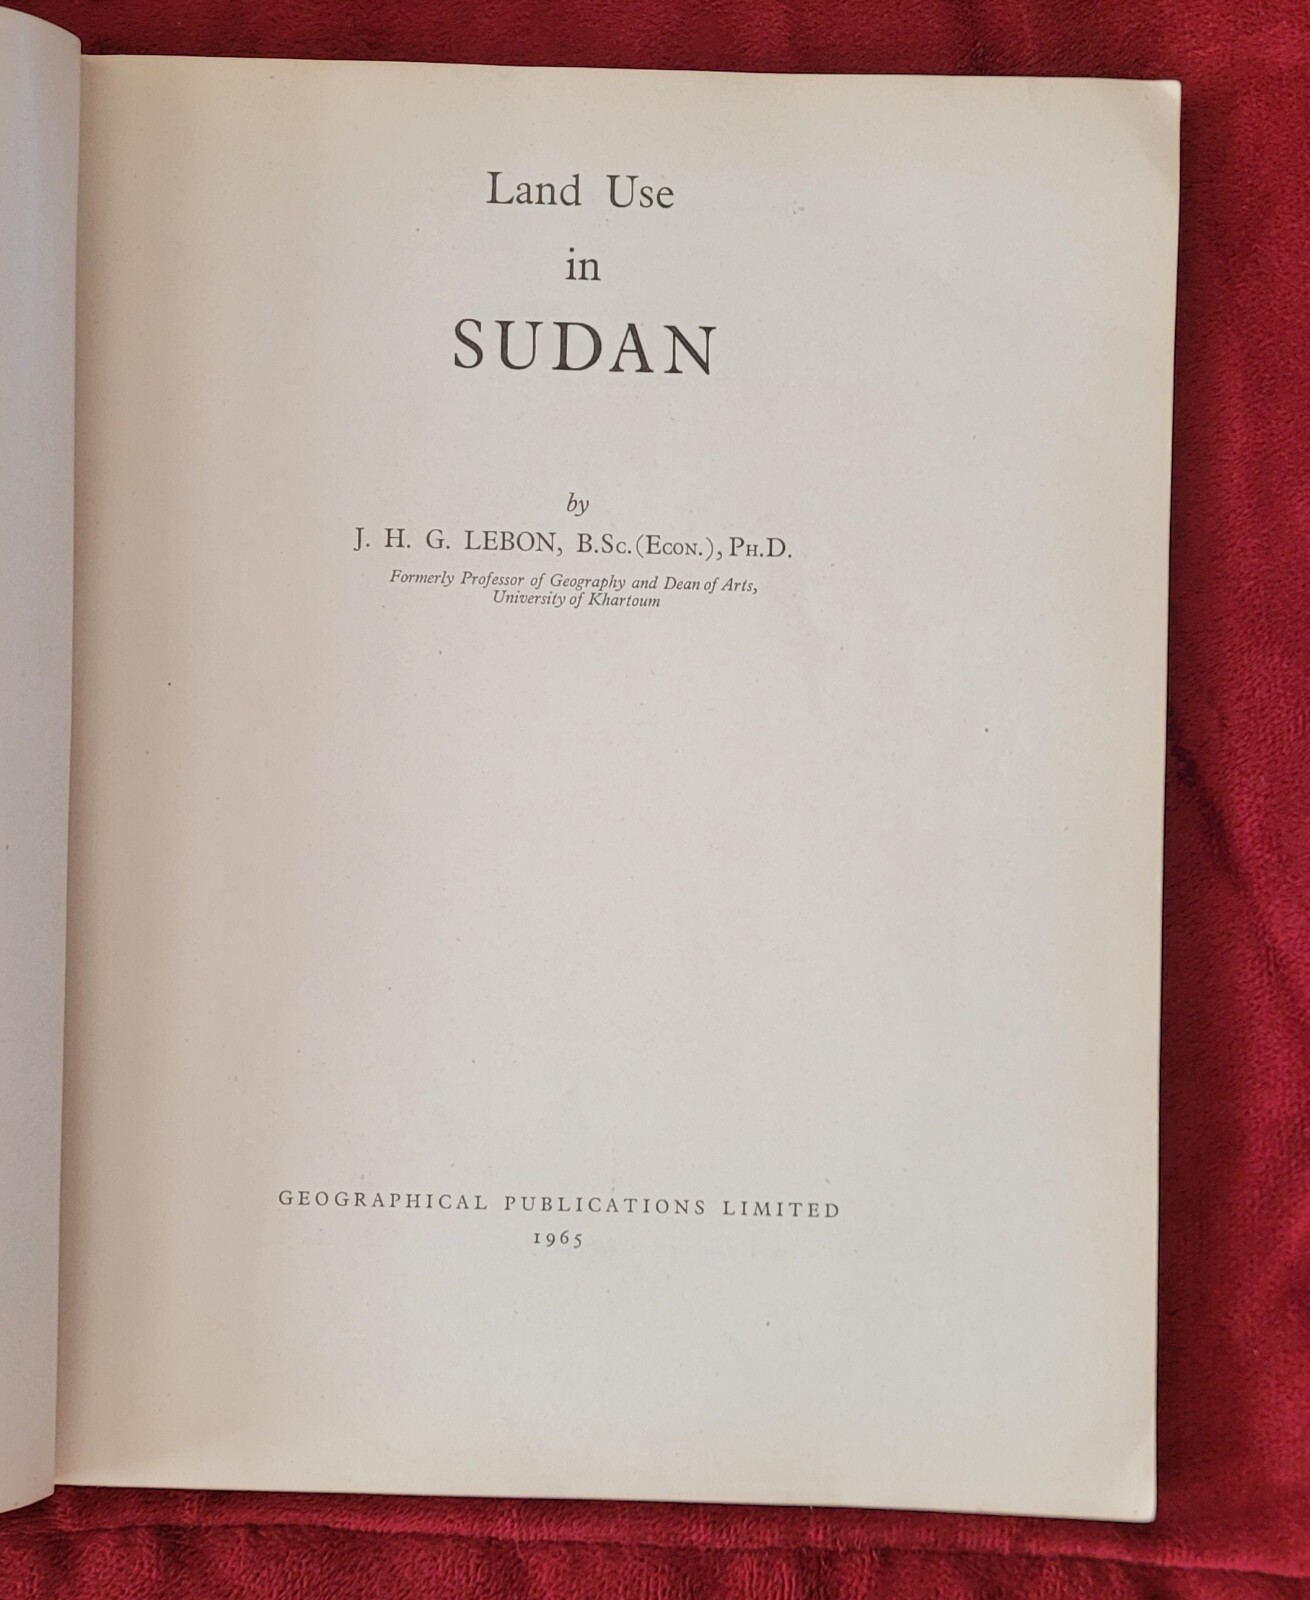 Land Use
in
SUDAN
by
J. H. G. LEBON, B.Sc.(Econ.), Ph.D.
Formerly Professor of Geography and Dean of Arts,
University of Khartoum
GEOGRAPHICAL PUBLICATIONS LIMITED
1965